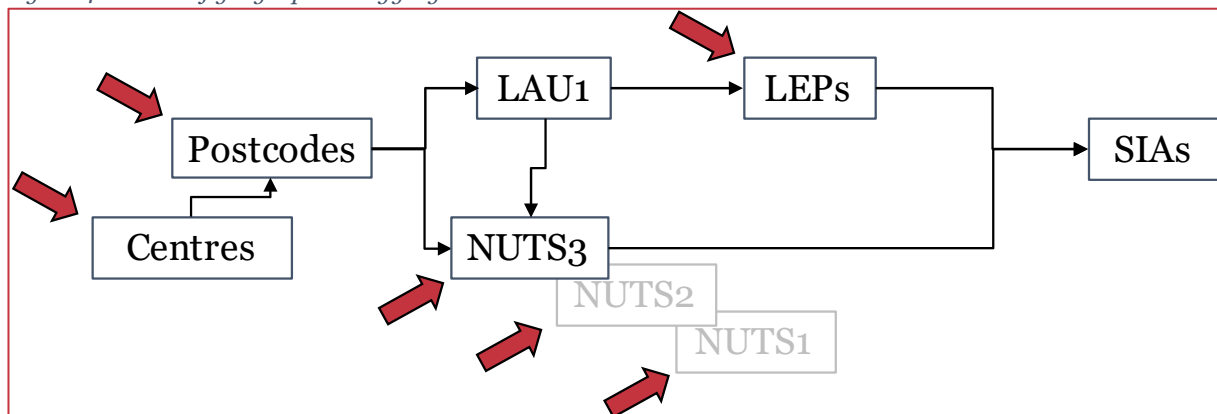 LAU1
LEPs
Postcodes
SIAs
Centres
NUTS3
NUTS2
NUTS1